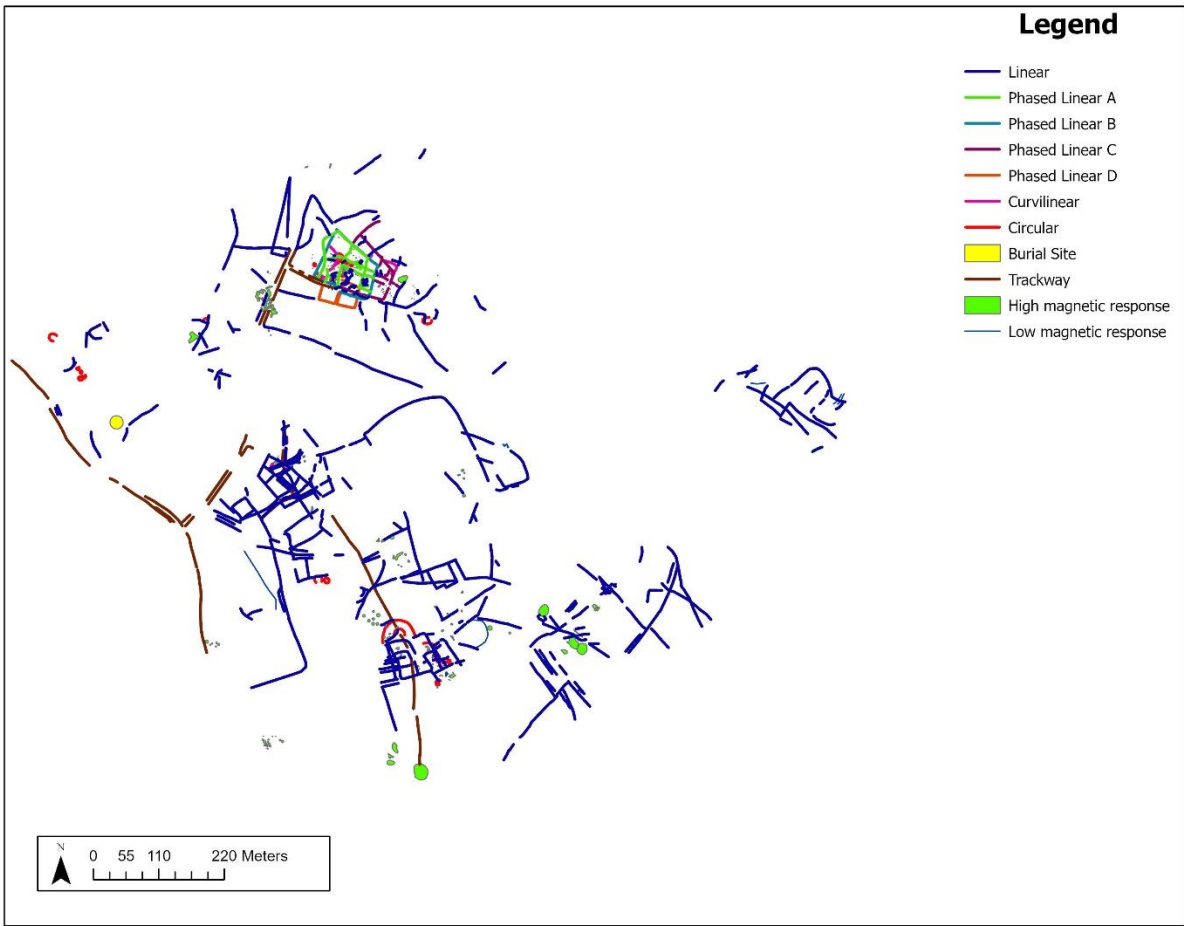 Legend
Linear
Phased Linear A
Phased Linear B
Phased Linear C
Phased Linear D
Curvilinear
Circular
Burial Site
Trackway
High magnetic response
Low magnetic response
N
0 55 110 220 Meters